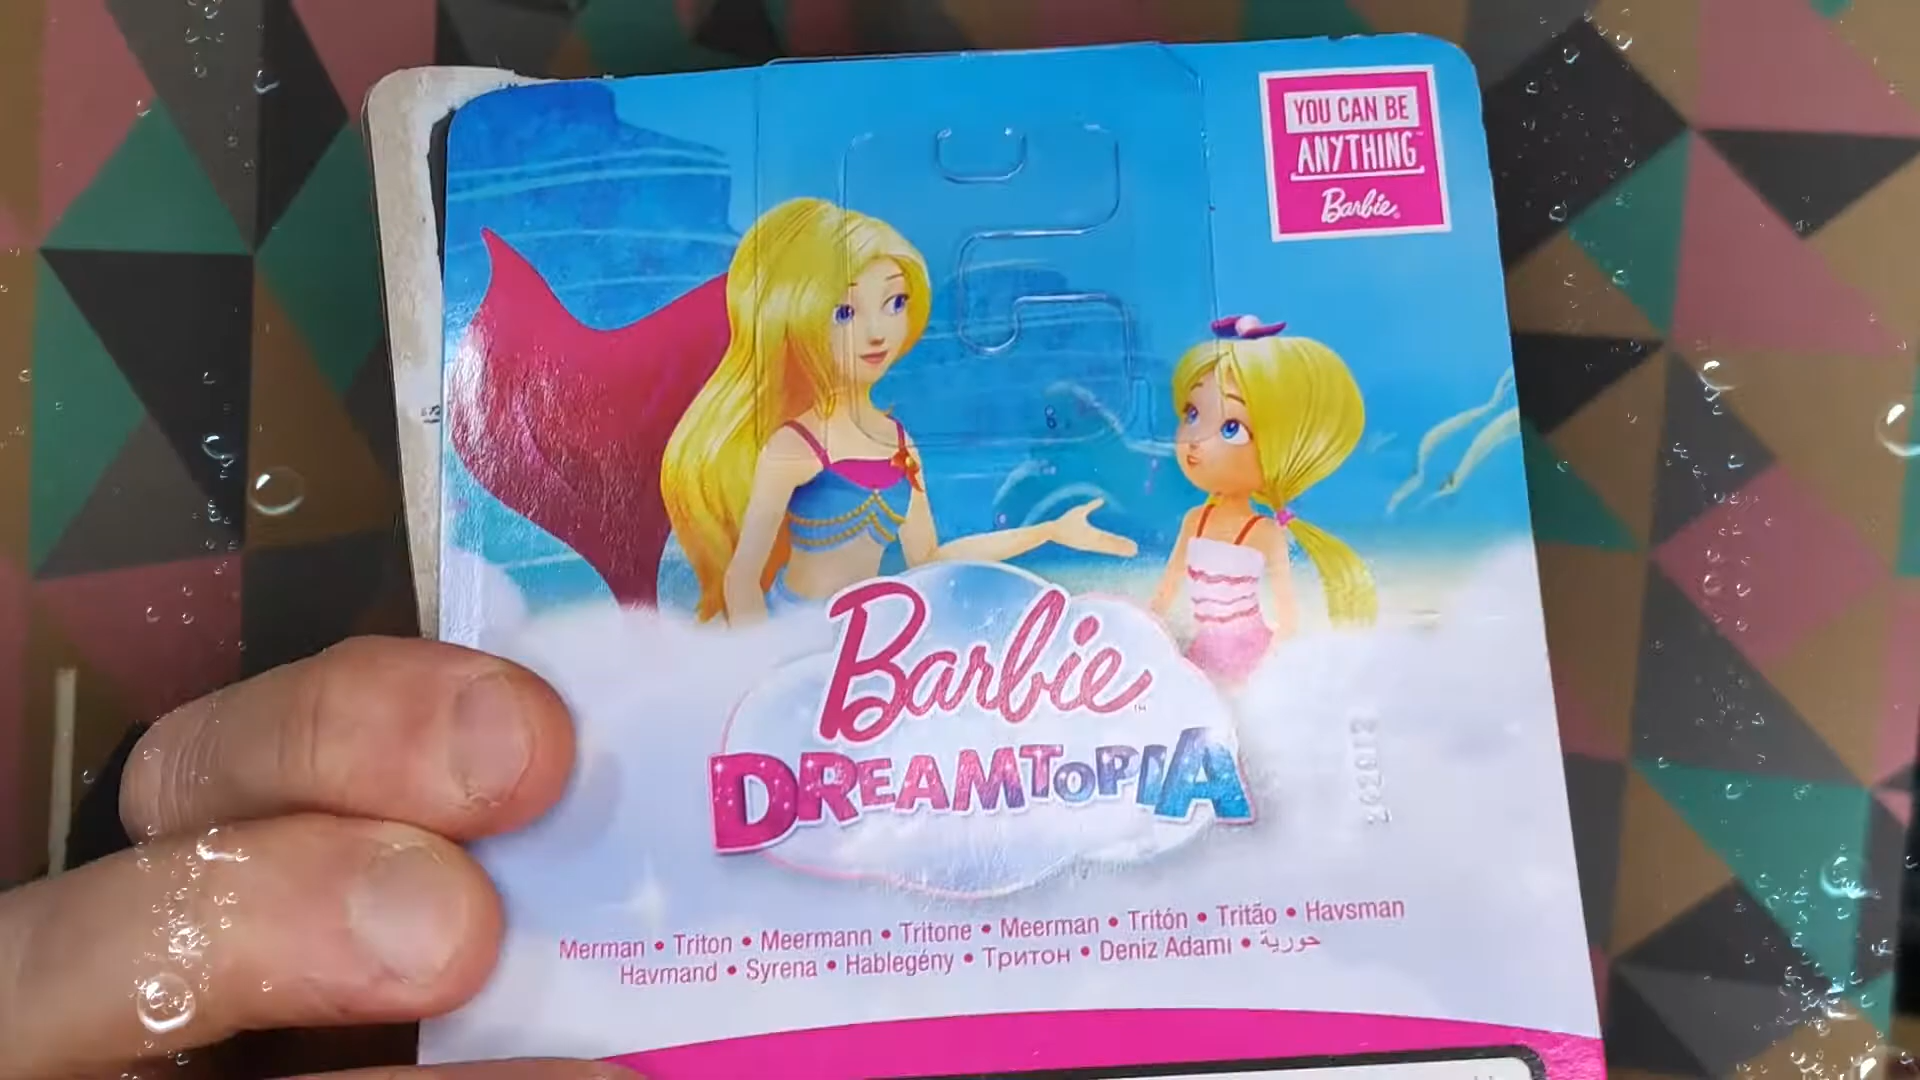 YOU CAN BE
ANYTHING™
Barbie®
Barbie™
DREAMTOPIA
Merman • Triton • Meermann • Tritone • Meerman • Tritón • Tritão • Havsman
Havmand • Syrena • Hablegény • Тритон • Deniz Adamı • حورية